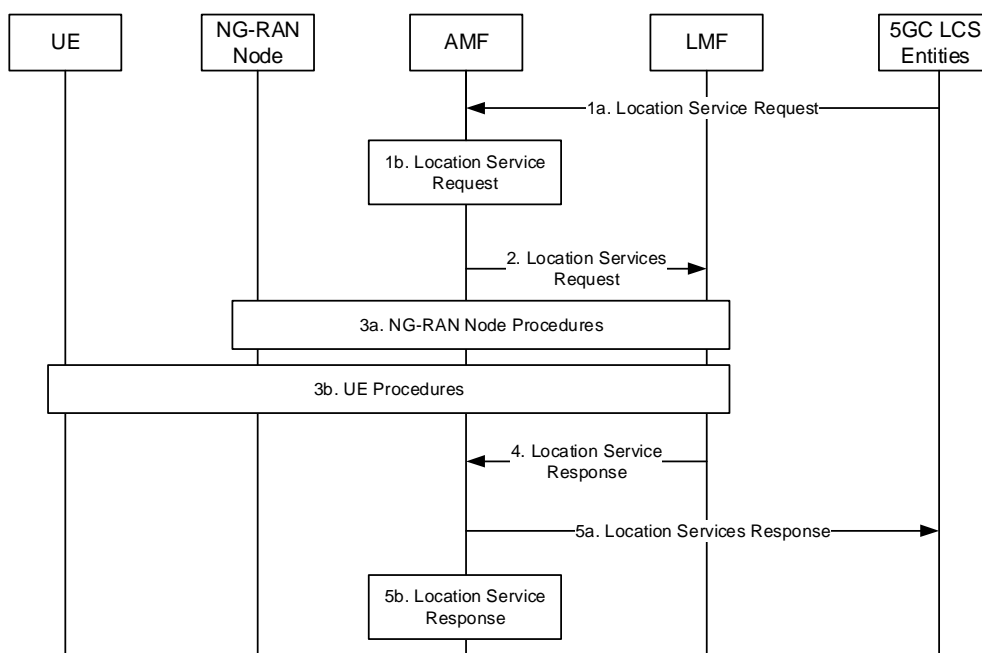 UE
NG-RAN
Node
AMF
LMF
5GC LCS
Entities
1a. Location Service Request
1b. Location Service
Request
2. Location Services
Request
3a. NG-RAN Node Procedures
3b. UE Procedures
4. Location Service
Response
5a. Location Services Response
5b. Location Service
Response